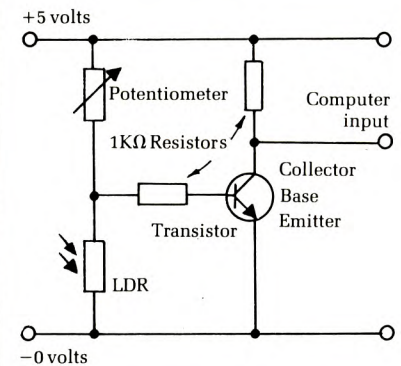 +5 volts
Potentiometer
Computer
input
1KΩ Resistors
Collector
Base
Transistor
Emitter
LDR
−0 volts